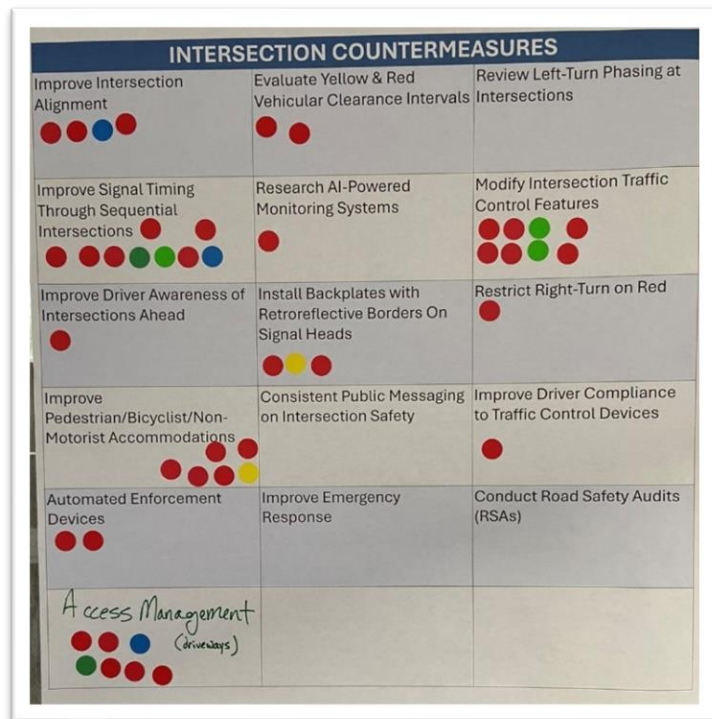 INTERSECTION COUNTERMEASURES
Improve Intersection
Alignment
Evaluate Yellow & Red
Vehicular Clearance Intervals
Review Left-Turn Phasing at
Intersections
Improve Signal Timing
Through Sequential
Intersections
Research AI-Powered
Monitoring Systems
Modify Intersection Traffic
Control Features
Improve Driver Awareness of
Intersections Ahead
Install Backplates with
Retroreflective Borders On
Signal Heads
Restrict Right-Turn on Red
Improve
Pedestrian/Bicyclist/Non-
Motorist Accommodations
Consistent Public Messaging
on Intersection Safety
Improve Driver Compliance
to Traffic Control Devices
Automated Enforcement
Devices
Improve Emergency
Response
Conduct Road Safety Audits
(RSAs)
Access Management
(driveways)